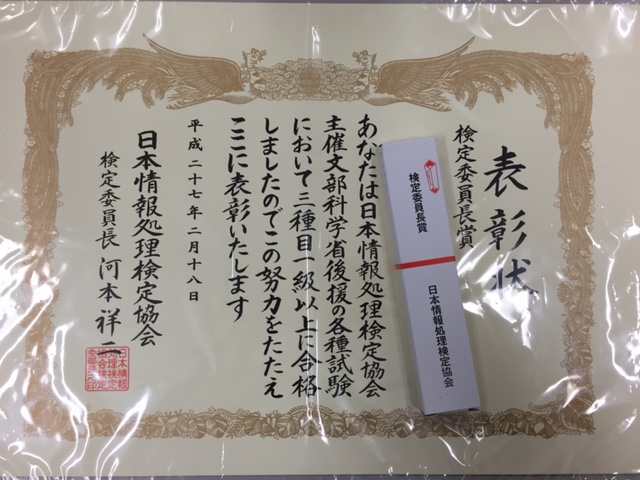 表彰状
検定委員長賞
あなたは日本情報処理検定協会
主催文部科学省後援の各種試験
において三種目一級以上に合格
しましたのでこの努力をたたえ
ここに表彰いたします
平成二十七年二月十八日
日本情報処理検定協会
検定委員長 河本祥
検定委員長賞
日本情報処理検定協会